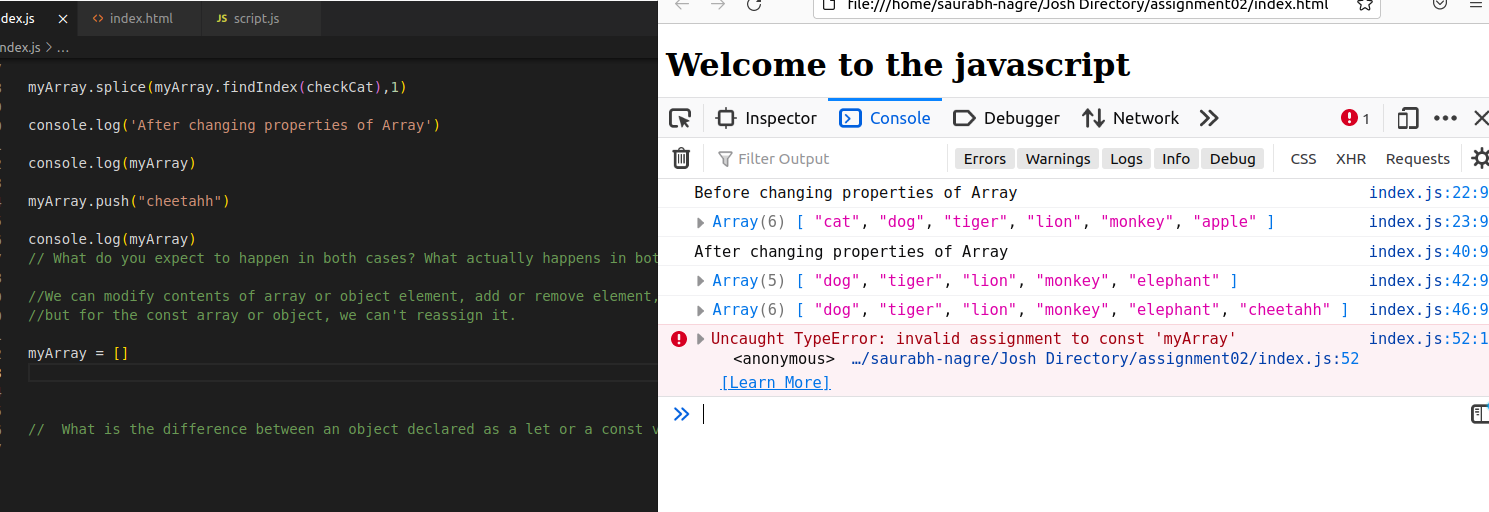 dex.js
index.html
JS script.js
ndex.js > ...
myArray.splice(myArray.findIndex(checkCat),1)
console.log('After changing properties of Array')
console.log(myArray)
myArray.push("cheetahh")
console.log(myArray)
// What do you expect to happen in both cases? What actually happens in bot
//We can modify contents of array or object element, add or remove element,
//but for the const array or object, we can't reassign it.
myArray = []
//  What is the difference between an object declared as a let or a const v
file:///home/saurabh-nagre/Josh Directory/assignment02/index.html
Welcome to the javascript
Inspector Console Debugger Network 1
Filter Output Errors Warnings Logs Info Debug CSS XHR Requests
Before changing properties of Array index.js:22:9
Array(6) [ "cat", "dog", "tiger", "lion", "monkey", "apple" ] index.js:23:9
After changing properties of Array index.js:40:9
Array(5) [ "dog", "tiger", "lion", "monkey", "elephant" ] index.js:42:9
Array(6) [ "dog", "tiger", "lion", "monkey", "elephant", "cheetahh" ] index.js:46:9
Uncaught TypeError: invalid assignment to const 'myArray' index.js:52:1
<anonymous> …/saurabh-nagre/Josh Directory/assignment02/index.js:52
[Learn More]